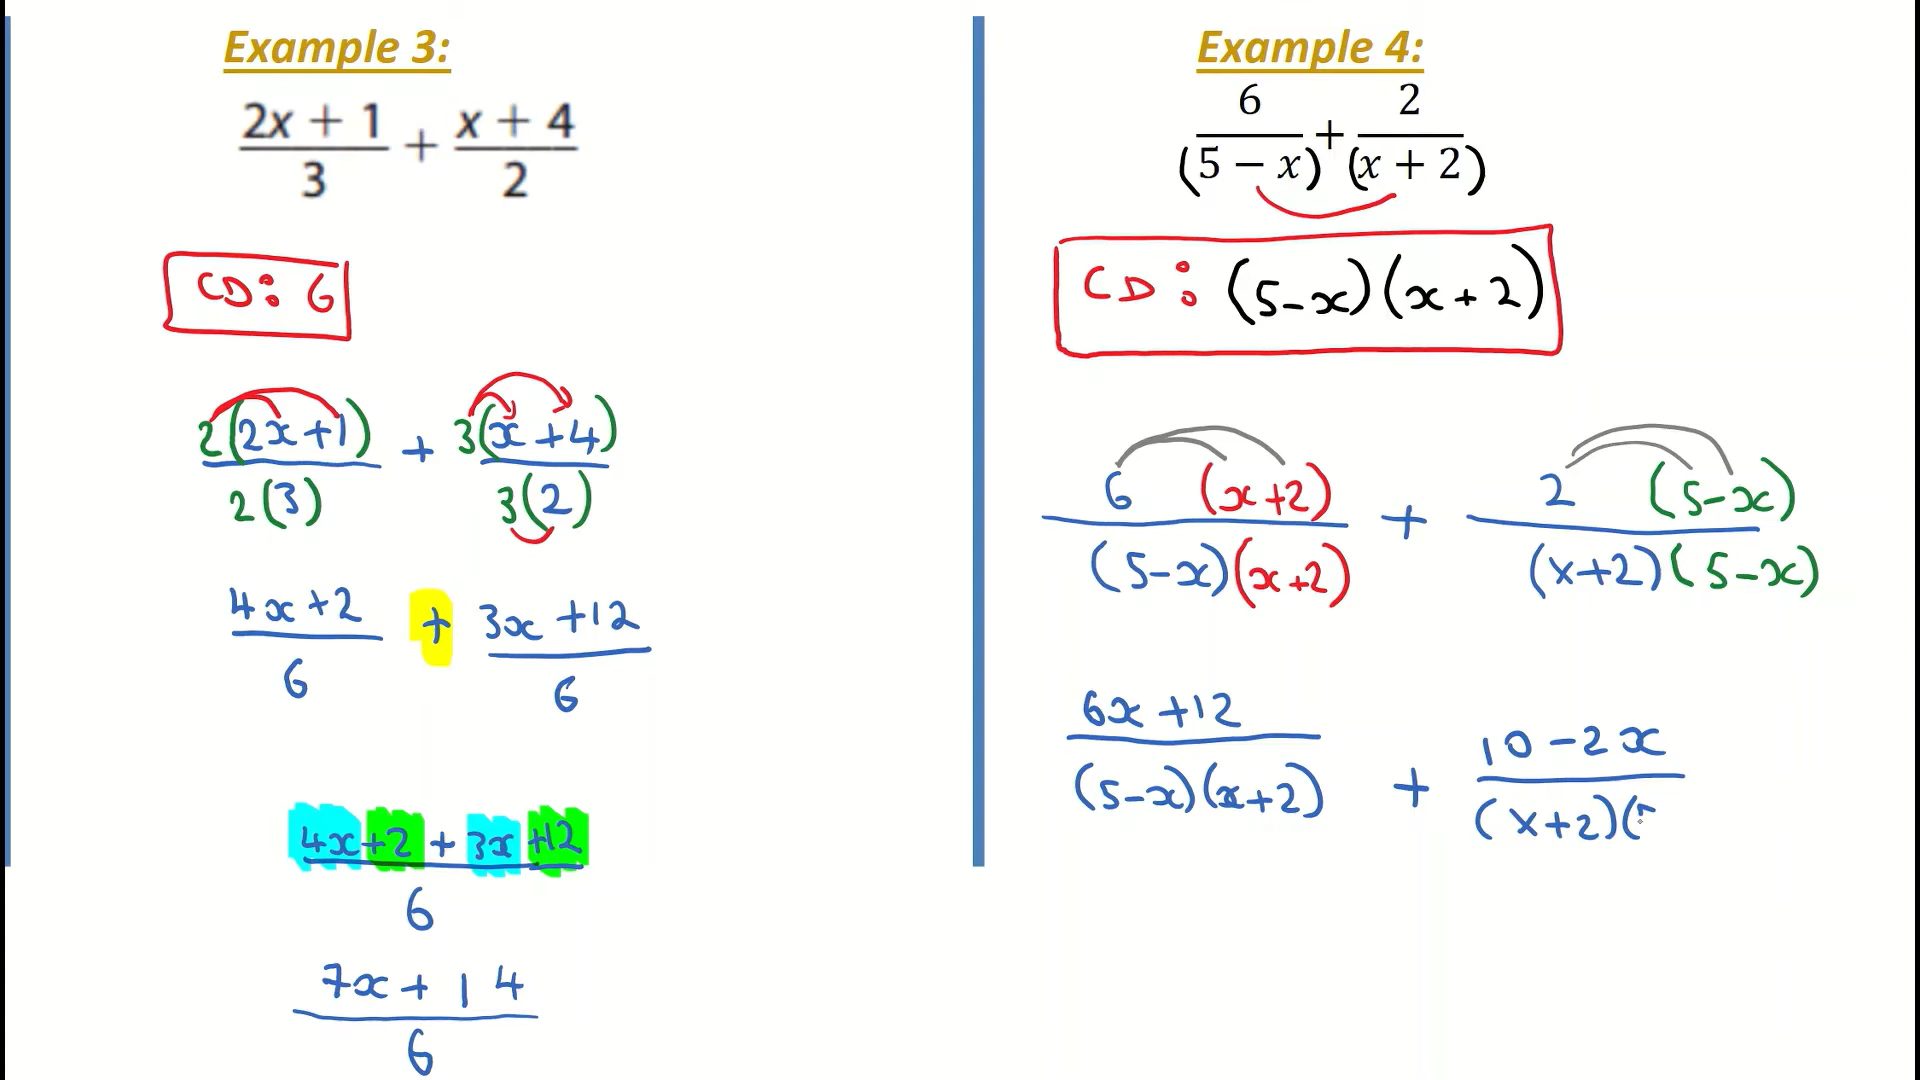 Example 3:
2x + 1 / 3 + x + 4 / 2
CD: 6
2(2x+1) / 2(3) + 3(x+4) / 3(2)
4x+2 / 6 + 3x+12 / 6
4x+2 + 3x+12 / 6
7x+14 / 6
Example 4:
6 / (5 − x) + 2 / (x + 2)
CD: (5-x)(x+2)
6 (x+2) / (5-x)(x+2) + 2 (5-x) / (x+2)(5-x)
6x+12 / (5-x)(x+2) + 10-2x / (x+2)(